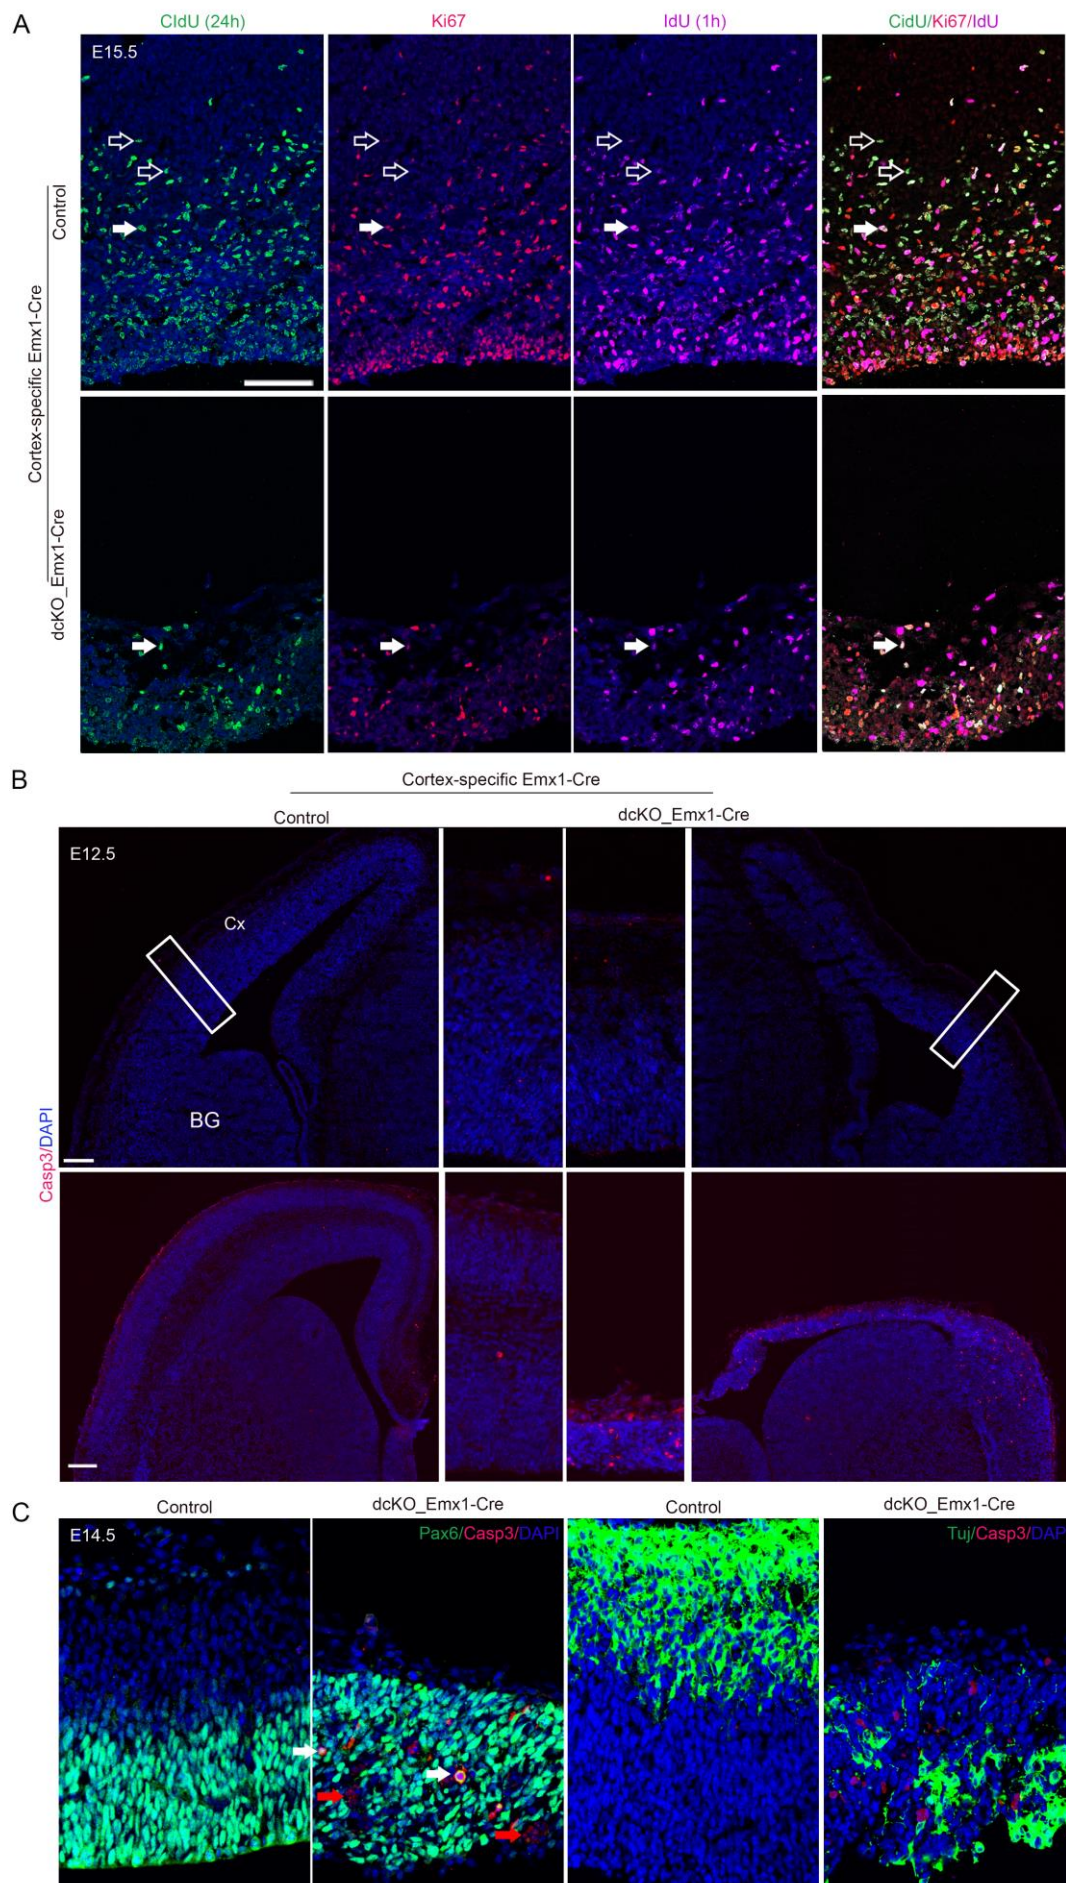 A
CldU (24h)
Ki67
IdU (1h)
CidU/Ki67/IdU
E15.5
Control
Cortex-specific Emx1-Cre
dcKO_Emx1-Cre
B
Cortex-specific Emx1-Cre
Control
dcKO_Emx1-Cre
E12.5
Cx
BG
Casp3/DAPI
C
Control
dcKO_Emx1-Cre
Control
dcKO_Emx1-Cre
E14.5
Pax6/Casp3/DAPI
Tuj/Casp3/DAP